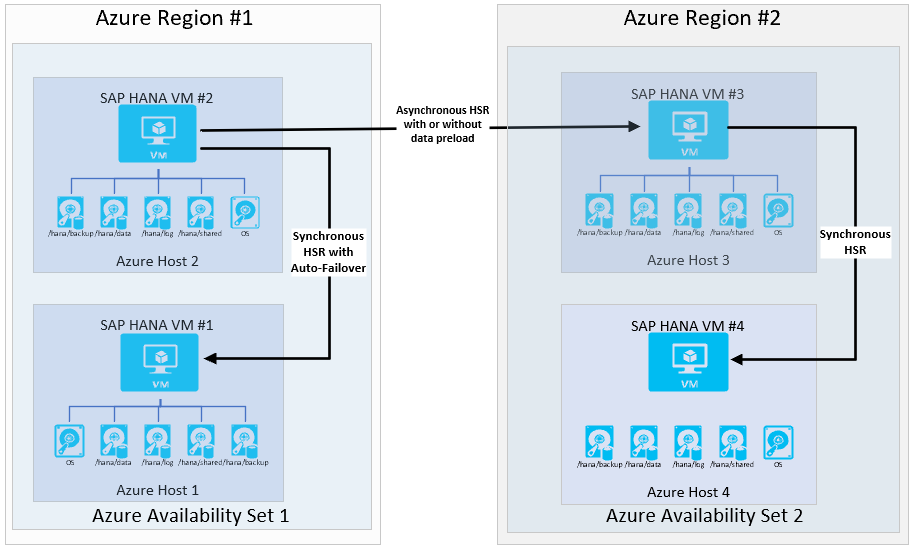 Azure Region #1
SAP HANA VM #2
VM
/hana/backup
/hana/data
/hana/log
/hana/shared
OS
Azure Host 2
Synchronous
HSR with
Auto-Failover
SAP HANA VM #1
VM
OS
/hana/data
/hana/log
/hana/shared
/hana/backup
Azure Host 1
Azure Availability Set 1
Asynchronous HSR
with or without
data preload
Azure Region #2
SAP HANA VM #3
VM
/hana/backup
/hana/data
/hana/log
/hana/shared
OS
Azure Host 3
Synchronous
HSR
SAP HANA VM #4
VM
/hana/backup
/hana/data
/hana/log
/hana/shared
OS
Azure Host 4
Azure Availability Set 2